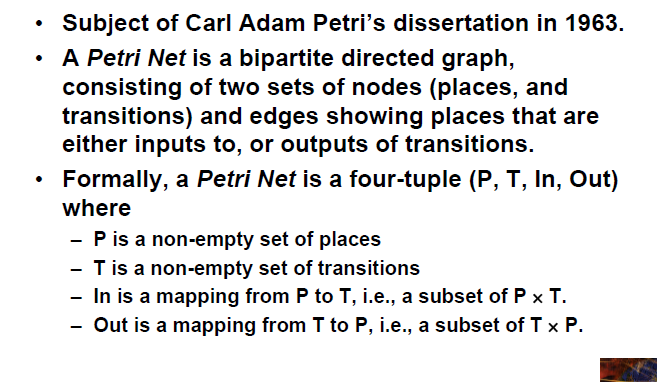 • Subject of Carl Adam Petri’s dissertation in 1963.
• A Petri Net is a bipartite directed graph,
consisting of two sets of nodes (places, and
transitions) and edges showing places that are
either inputs to, or outputs of transitions.
• Formally, a Petri Net is a four-tuple (P, T, In, Out)
where
– P is a non-empty set of places
– T is a non-empty set of transitions
– In is a mapping from P to T, i.e., a subset of P × T.
– Out is a mapping from T to P, i.e., a subset of T × P.